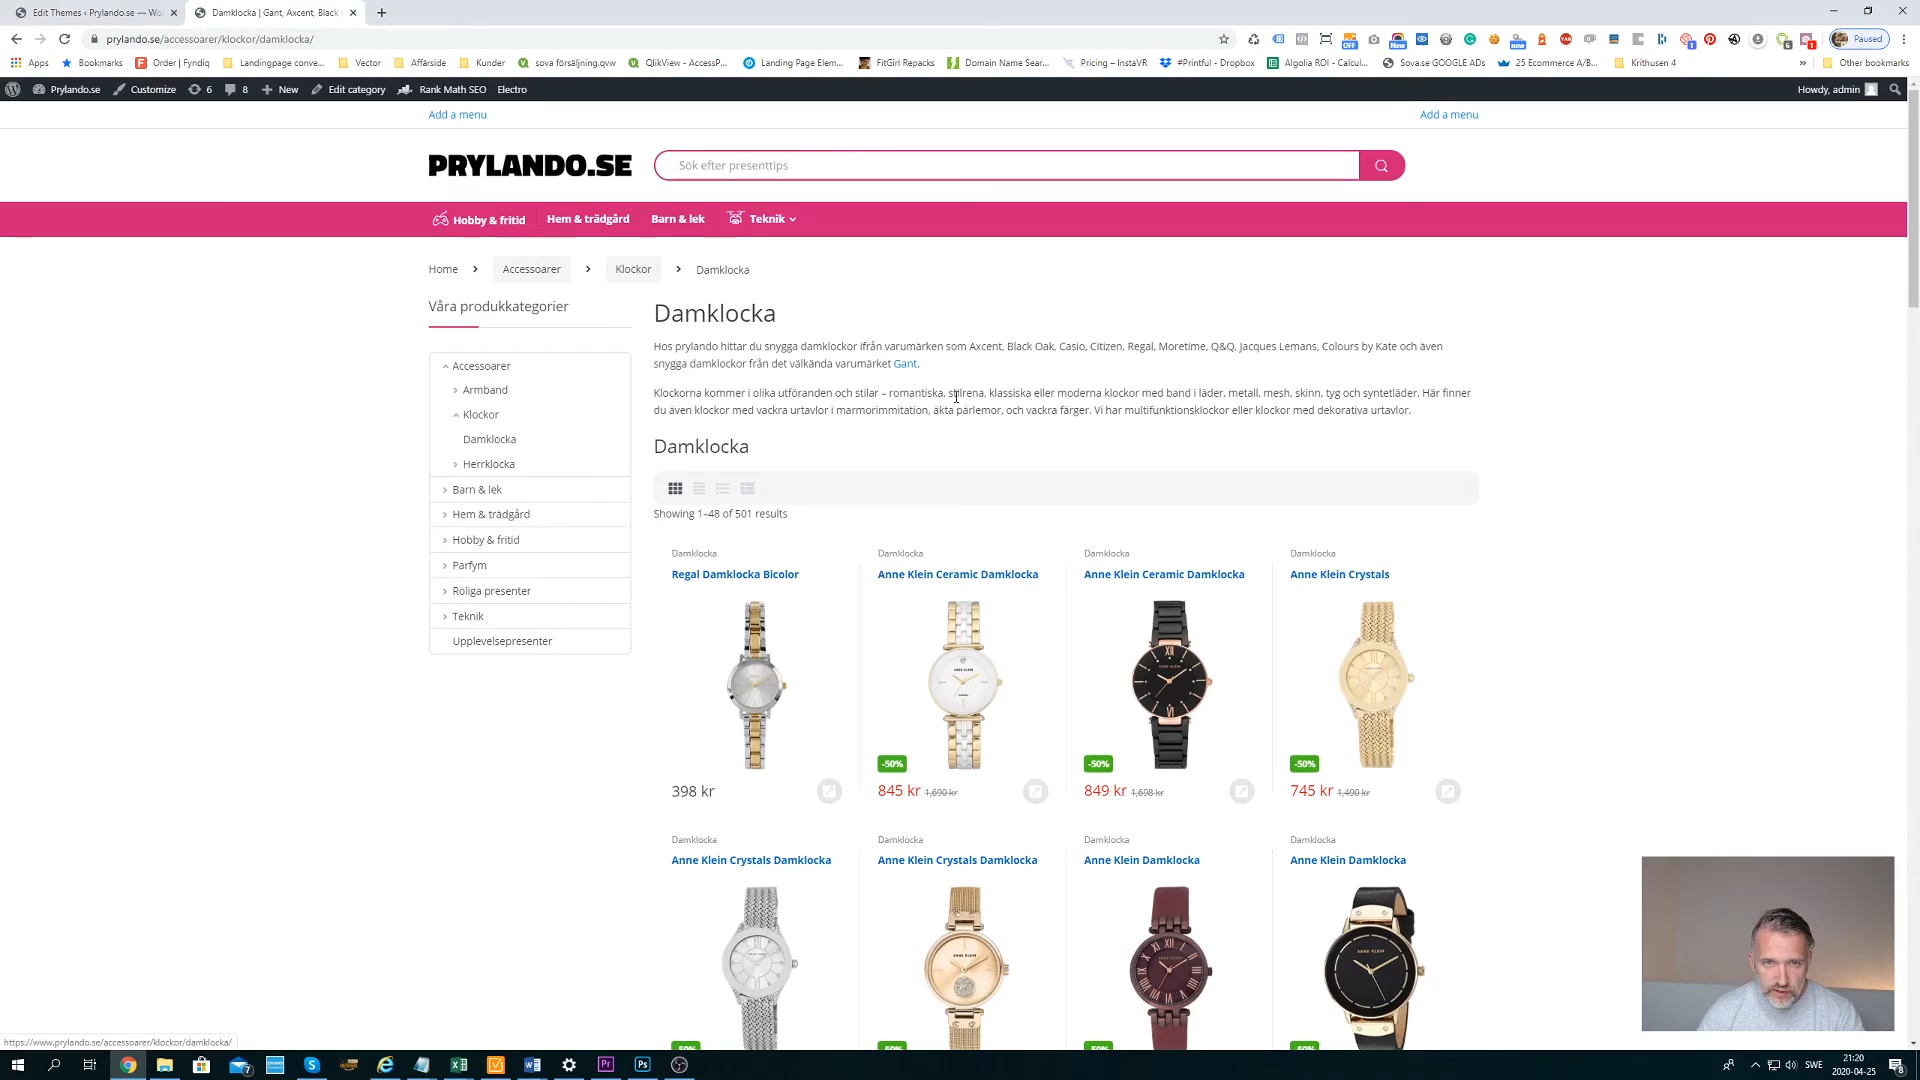 Edit Themes ‹ Prylando.se — Wo
Damklocka | Gant, Axcent, Black
prylando.se/accessoarer/klockor/damklocka/
Paused
Apps
Bookmarks
Order | Fyndiq
Landingpage conve...
Vector
Affärside
Kunder
sova försäljning.qvw
QlikView - AccessP...
Landing Page Elem...
FitGirl Repacks
Domain Name Sear...
Pricing – InstaVR
#Printful - Dropbox
Algolia ROI - Calcul...
Sova.se GOOGLE ADs
25 Ecommerce A/B...
Krithusen 4
Other bookmarks
Prylando.se
Customize
6
8
New
Edit category
Rank Math SEO
Electro
Howdy, admin
Add a menu
Add a menu
PRYLANDO.SE
Sök efter presenttips
Hobby & fritid
Hem & trädgård
Barn & lek
Teknik
Home
Accessoarer
Klockor
Damklocka
Våra produkkategorier
Accessoarer
Armband
Klockor
Damklocka
Herrklocka
Barn & lek
Hem & trädgård
Hobby & fritid
Parfym
Roliga presenter
Teknik
Upplevelsepresenter
Damklocka
Hos prylando hittar du snygga damklockor ifrån varumärken som Axcent, Black Oak, Casio, Citizen, Regal, Moretime, Q&Q, Jacques Lemans, Colours by Kate och även
snygga damklockor från det välkända varumärket Gant.
Klockorna kommer i olika utföranden och stilar – romantiska, stilrena, klassiska eller moderna klockor med band i läder, metall, mesh, skinn, tyg och syntetläder. Här finner
du även klockor med vackra urtavlor i marmorimmitation, äkta pärlemor, och vackra färger. Vi har multifunktionsklockor eller klockor med dekorativa urtavlor.
Damklocka
Showing 1–48 of 501 results
Damklocka
Regal Damklocka Bicolor
398 kr
Damklocka
Anne Klein Ceramic Damklocka
-50%
845 kr 1,690 kr
Damklocka
Anne Klein Ceramic Damklocka
-50%
849 kr 1,698 kr
Damklocka
Anne Klein Crystals
-50%
745 kr 1,490 kr
Damklocka
Anne Klein Crystals Damklocka
Damklocka
Anne Klein Crystals Damklocka
Damklocka
Anne Klein Damklocka
Damklocka
Anne Klein Damklocka
https://www.prylando.se/accessoarer/klockor/damklocka/
SWE
21:20
2020-04-25